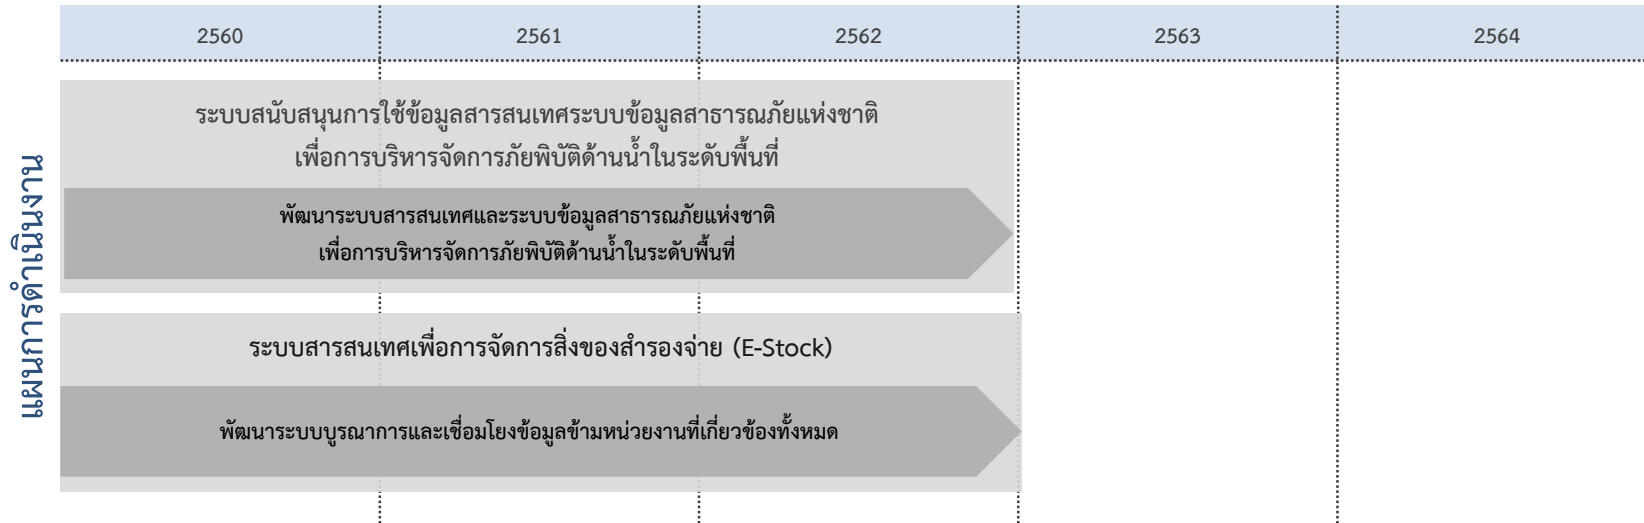 2560 2561 2562 2563 2564
แผนการดำเนินงาน
ระบบสนับสนุนการใช้ข้อมูลสารสนเทศระบบข้อมูลสาธารณภัยแห่งชาติ
เพื่อการบริหารจัดการภัยพิบัติด้านน้ำในระดับพื้นที่
พัฒนาระบบสารสนเทศและระบบข้อมูลสาธารณภัยแห่งชาติ
เพื่อการบริหารจัดการภัยพิบัติด้านน้ำในระดับพื้นที่
ระบบสารสนเทศเพื่อการจัดการสิ่งของสำรองจ่าย (E-Stock)
พัฒนาระบบบูรณาการและเชื่อมโยงข้อมูลข้ามหน่วยงานที่เกี่ยวข้องทั้งหมด